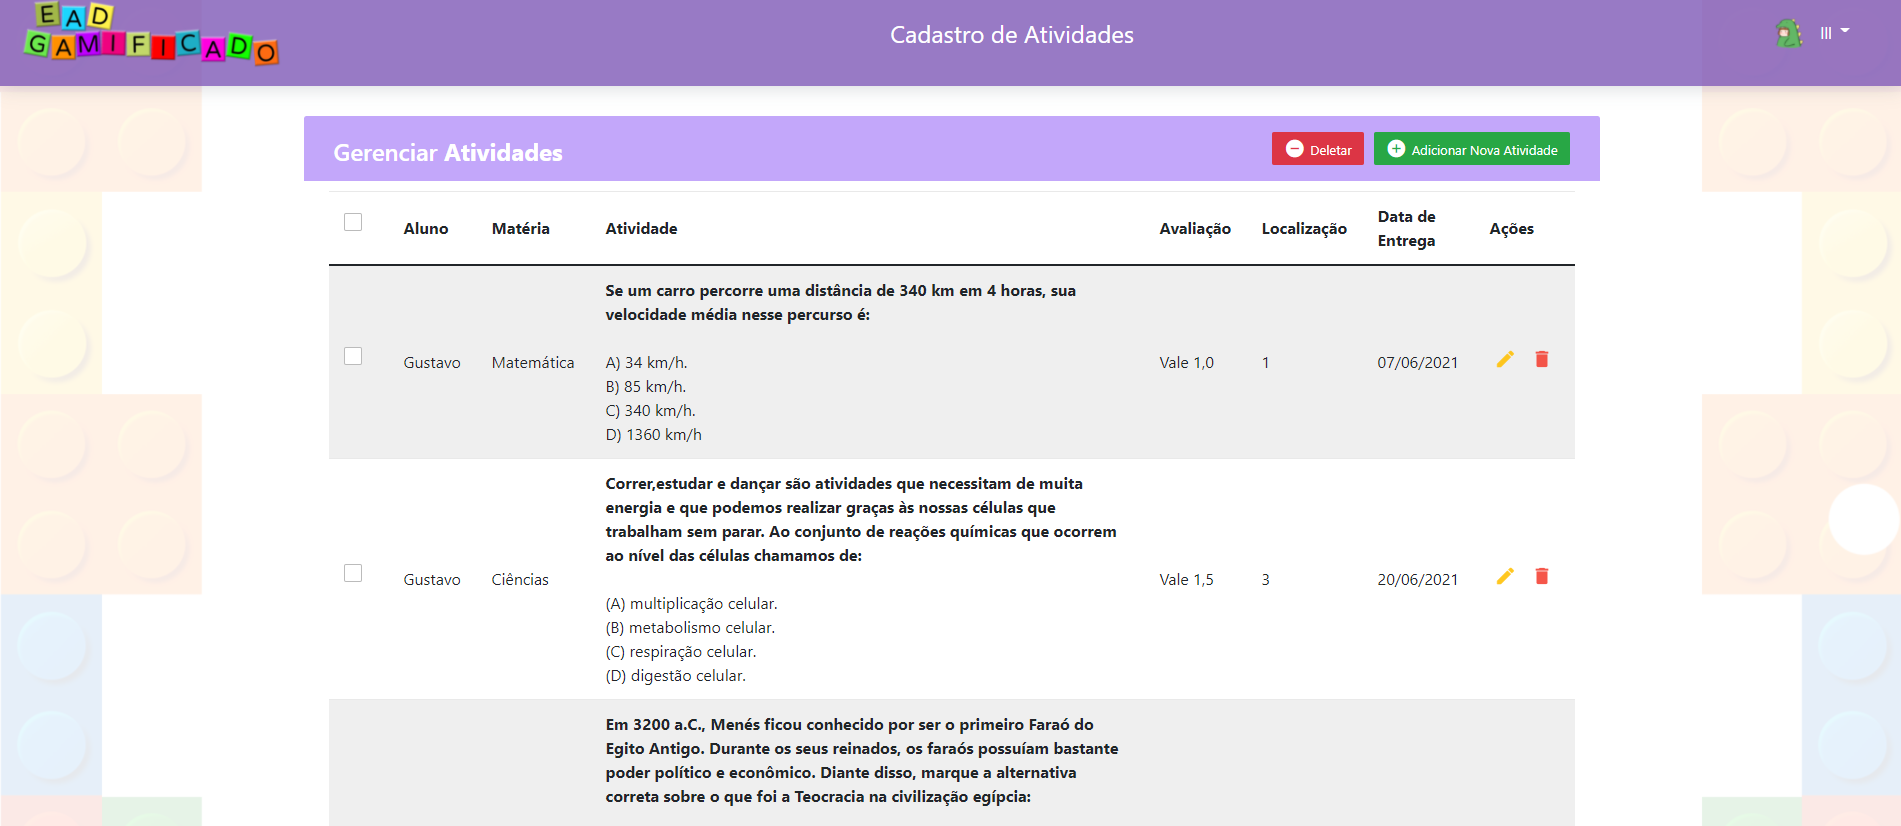 EAD
GAMIFICADO
Cadastro de Atividades
III
Gerenciar Atividades
Deletar
Adicionar Nova Atividade
Aluno
Matéria
Atividade
Avaliação
Localização
Data de
Entrega
Ações
Se um carro percorre uma distância de 340 km em 4 horas, sua
velocidade média nesse percurso é:
Gustavo
Matemática
A) 34 km/h.
B) 85 km/h.
C) 340 km/h.
D) 1360 km/h
Vale 1,0
1
07/06/2021
Correr,estudar e dançar são atividades que necessitam de muita
energia e que podemos realizar graças às nossas células que
trabalham sem parar. Ao conjunto de reações químicas que ocorrem
ao nível das células chamamos de:
Gustavo
Ciências
(A) multiplicação celular.
(B) metabolismo celular.
(C) respiração celular.
(D) digestão celular.
Vale 1,5
3
20/06/2021
Em 3200 a.C., Menés ficou conhecido por ser o primeiro Faraó do
Egito Antigo. Durante os seus reinados, os faraós possuíam bastante
poder político e econômico. Diante disso, marque a alternativa
correta sobre o que foi a Teocracia na civilização egípcia: